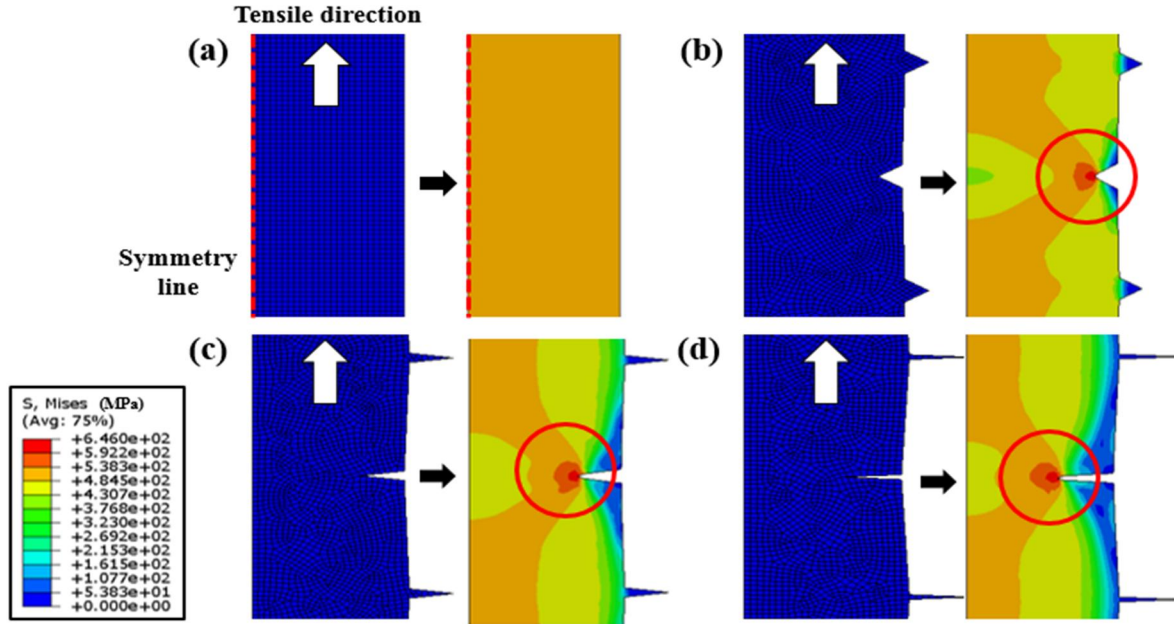 Tensile direction
(a)
(b)
Symmetry
line
(c)
(d)
S, Mises (MPa)
(Avg: 75%)
+6.460e+02
+5.922e+02
+5.383e+02
+4.845e+02
+4.307e+02
+3.768e+02
+3.230e+02
+2.692e+02
+2.153e+02
+1.615e+02
+1.077e+02
+5.383e+01
+0.000e+00